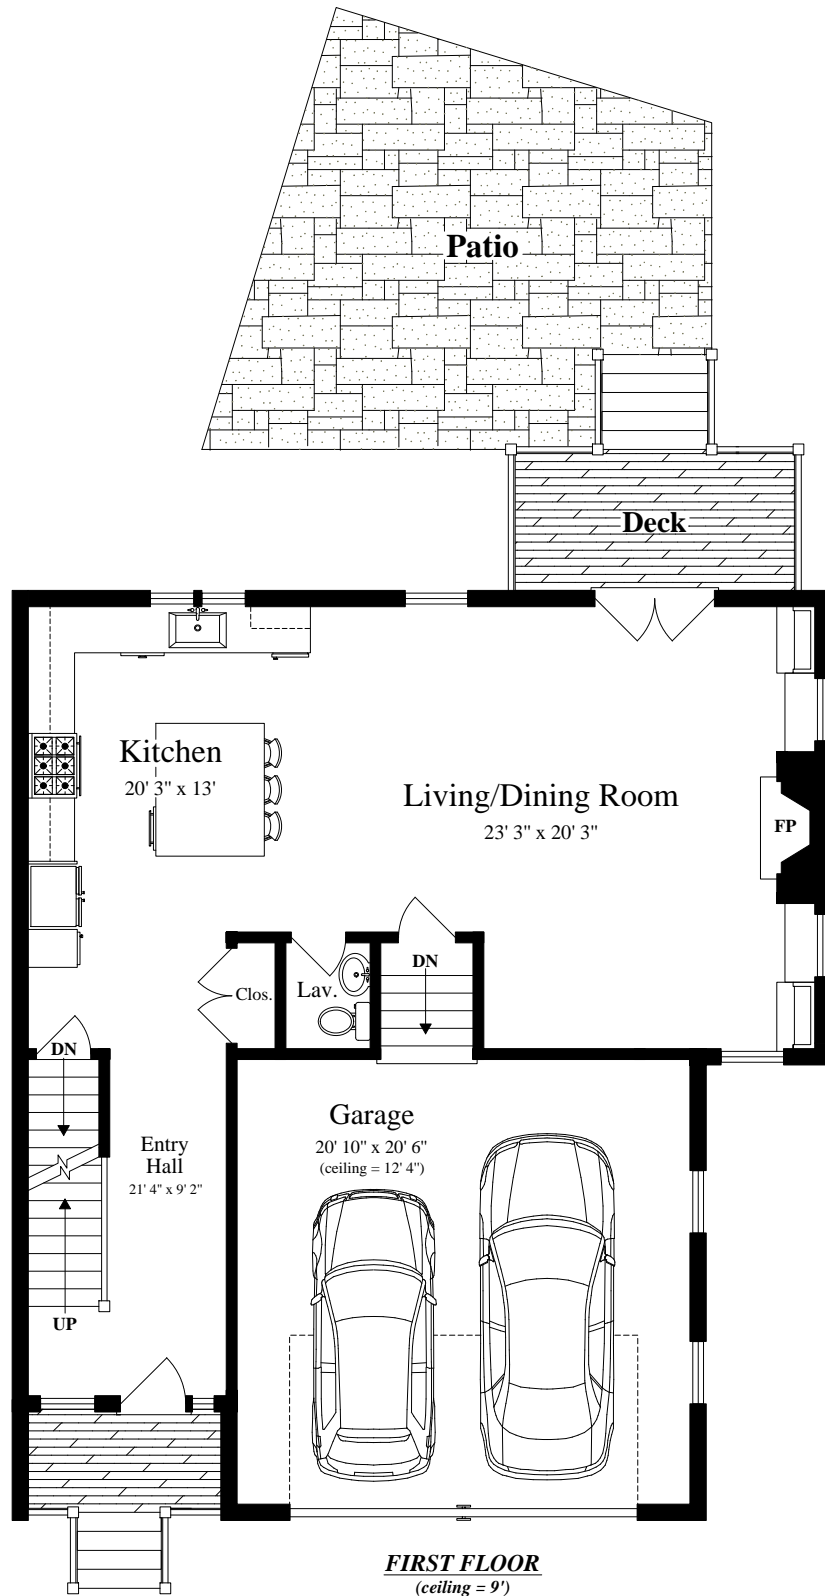 Patio
Deck
Kitchen
20' 3" x 13'
Living/Dining Room
23' 3" x 20' 3"
FP
DN
Lav.
Clos.
DN
Entry
Hall
21' 4" x 9' 2"
Garage
20' 10" x 20' 6"
(ceiling = 12' 4")
UP
FIRST FLOOR
(ceiling = 9')